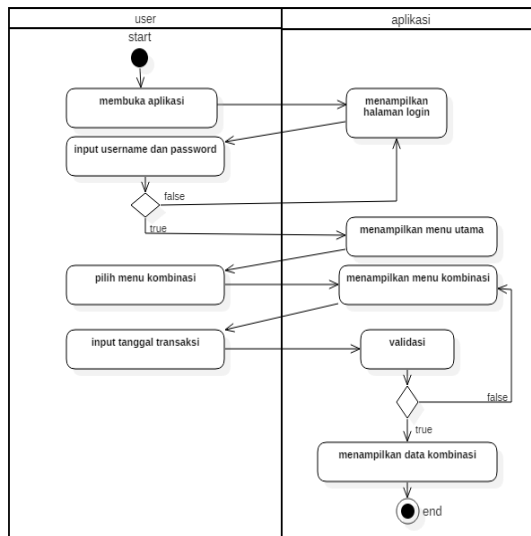 user
aplikasi
start
membuka aplikasi
menampilkan
halaman login
input username dan password
false
true
menampilkan menu utama
pilih menu kombinasi
menampilkan menu kombinasi
input tanggal transaksi
validasi
false
true
menampilkan data kombinasi
end